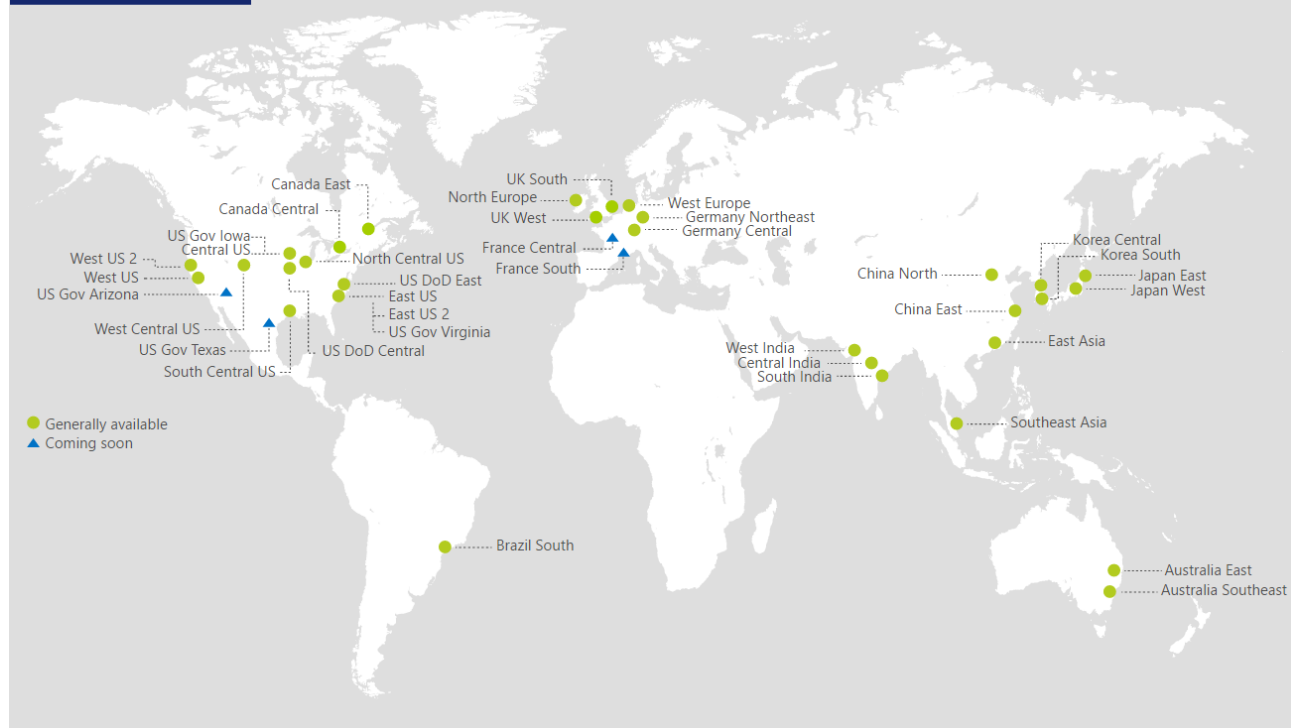 Canada East
Canada Central
US Gov Iowa
Central US
West US 2
West US
US Gov Arizona
North Central US
US DoD East
East US
East US 2
US Gov Virginia
West Central US
US Gov Texas
US DoD Central
South Central US
UK South
North Europe
West Europe
UK West
Germany Northeast
Germany Central
France Central
France South
Korea Central
Korea South
China North
Japan East
Japan West
China East
East Asia
West India
Central India
South India
Southeast Asia
Generally available
Coming soon
Brazil South
Australia East
Australia Southeast